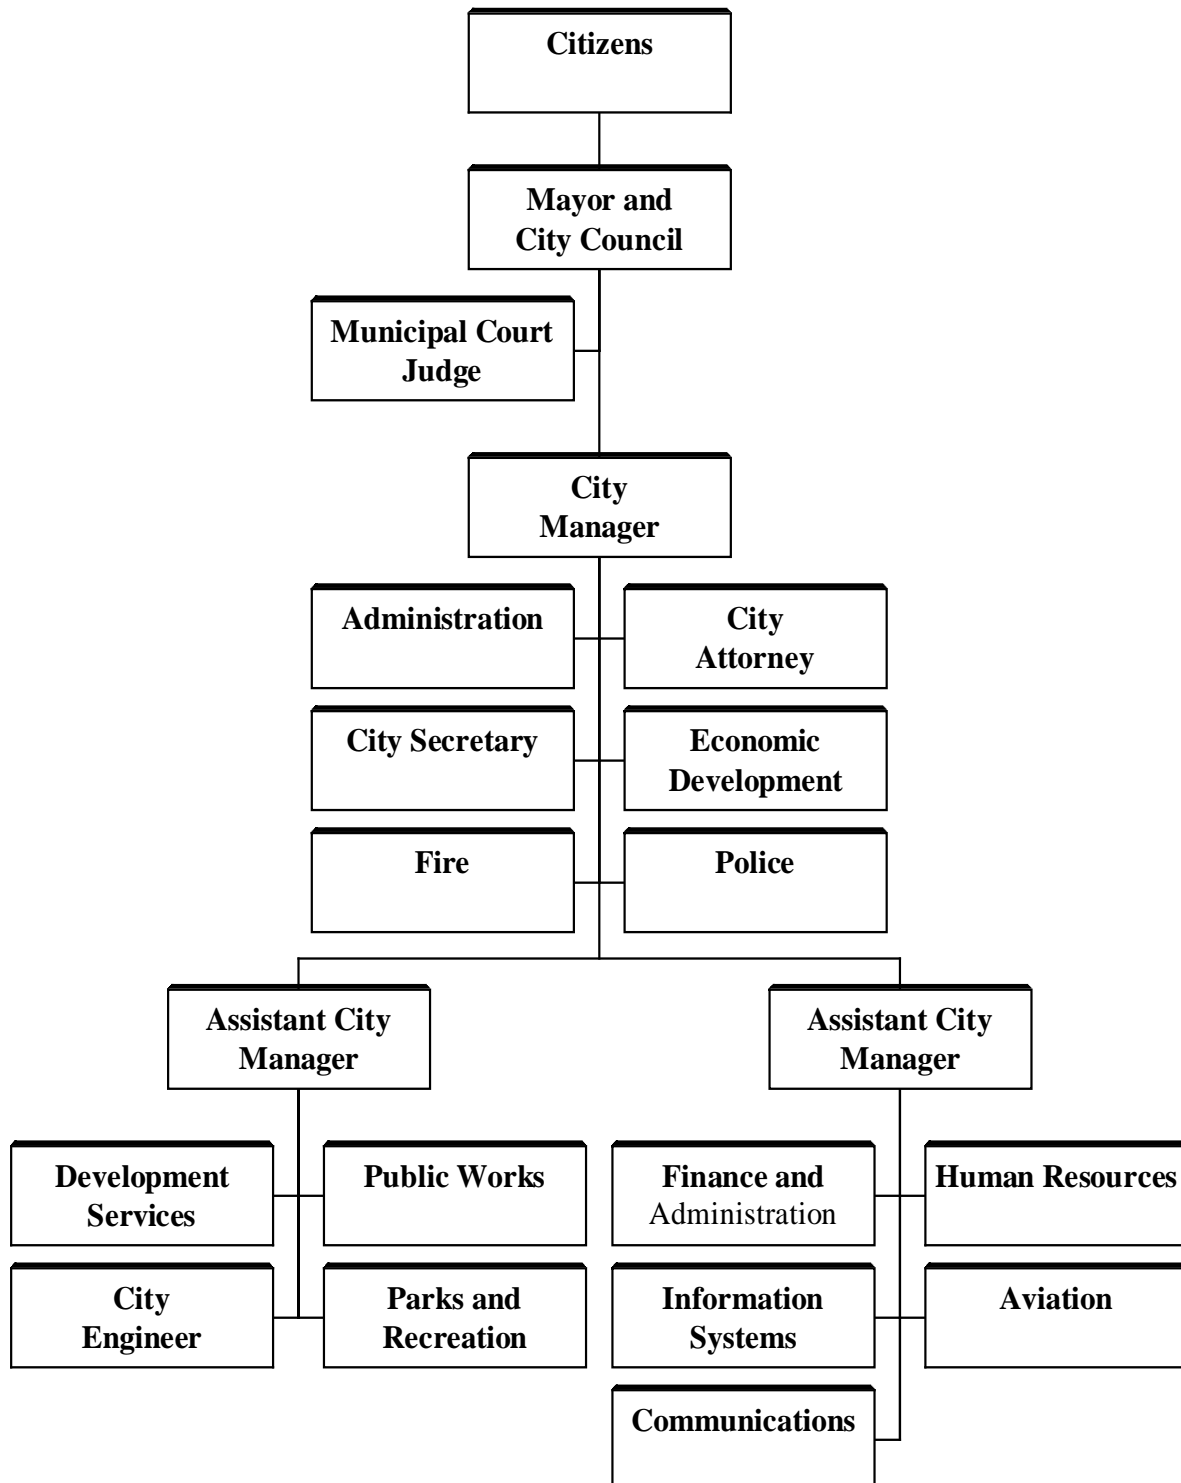 Citizens
Mayor and
City Council
Municipal Court
Judge
City
Manager
Administration
City
Attorney
City Secretary
Economic
Development
Fire
Police
Assistant City
Manager
Assistant City
Manager
Development
Services
Public Works
Finance and
Administration
Human Resources
City
Engineer
Parks and
Recreation
Information
Systems
Aviation
Communications